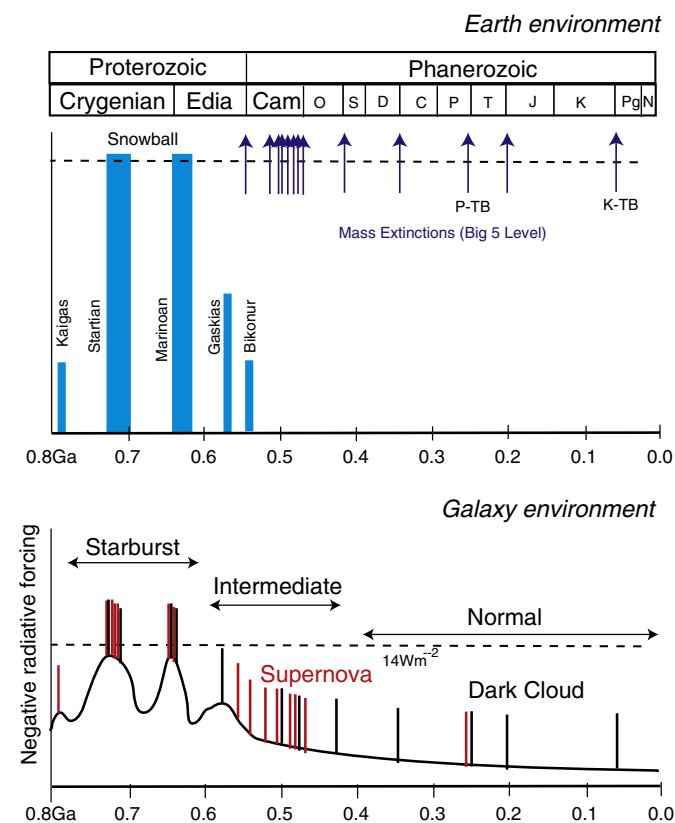 Earth environment
Proterozoic Phanerozoic
Crygenian Edia Cam O S D C P T J K Pg N
Snowball
P-TB K-TB
Mass Extinctions (Big 5 Level)
Kaigas
Startian
Marinoan
Gaskias
Bikonur
0.8Ga 0.7 0.6 0.5 0.4 0.3 0.2 0.1 0.0
Galaxy environment
Negative radiative forcing
Starburst
Intermediate
Normal
14Wm⁻²
Supernova
Dark Cloud
0.8Ga 0.7 0.6 0.5 0.4 0.3 0.2 0.1 0.0